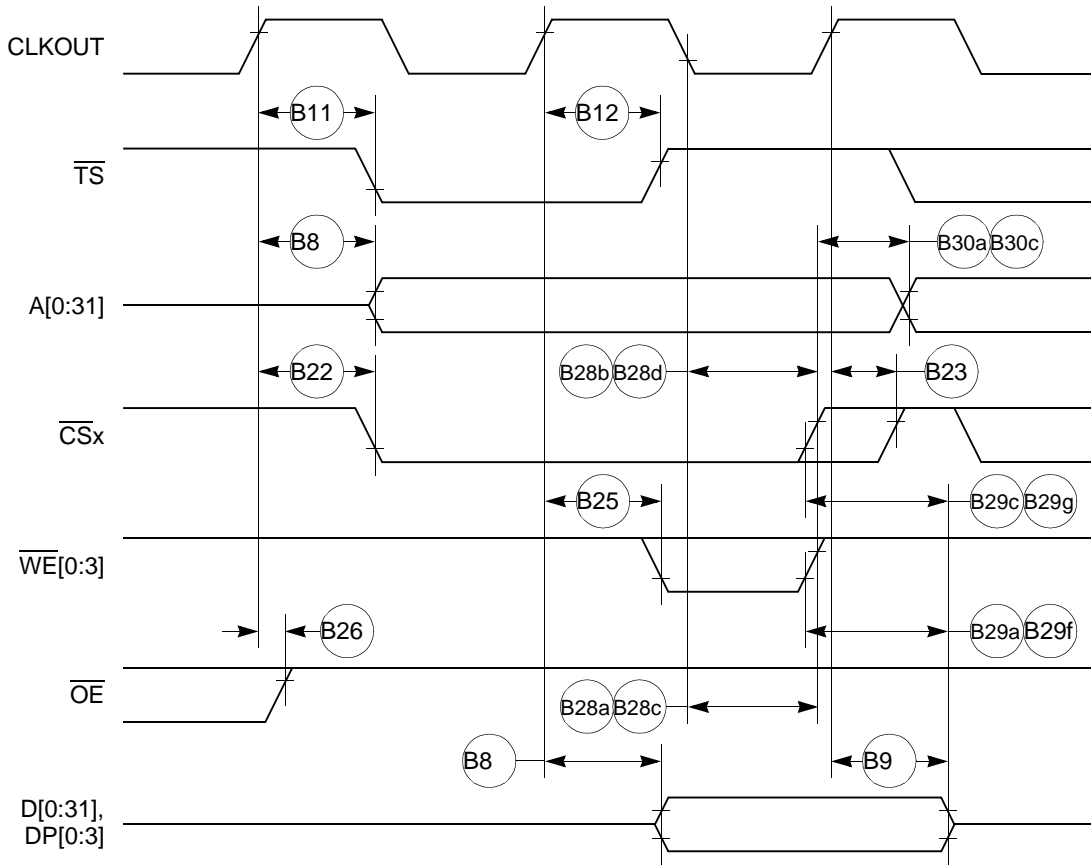 CLKOUT
B11
B12
TS
B8
B30a B30c
A[0:31]
B22
B28b B28d
B23
CSx
B25
B29c B29g
WE[0:3]
B26
B29a B29f
OE
B28a B28c
B8
B9
D[0:31],
DP[0:3]